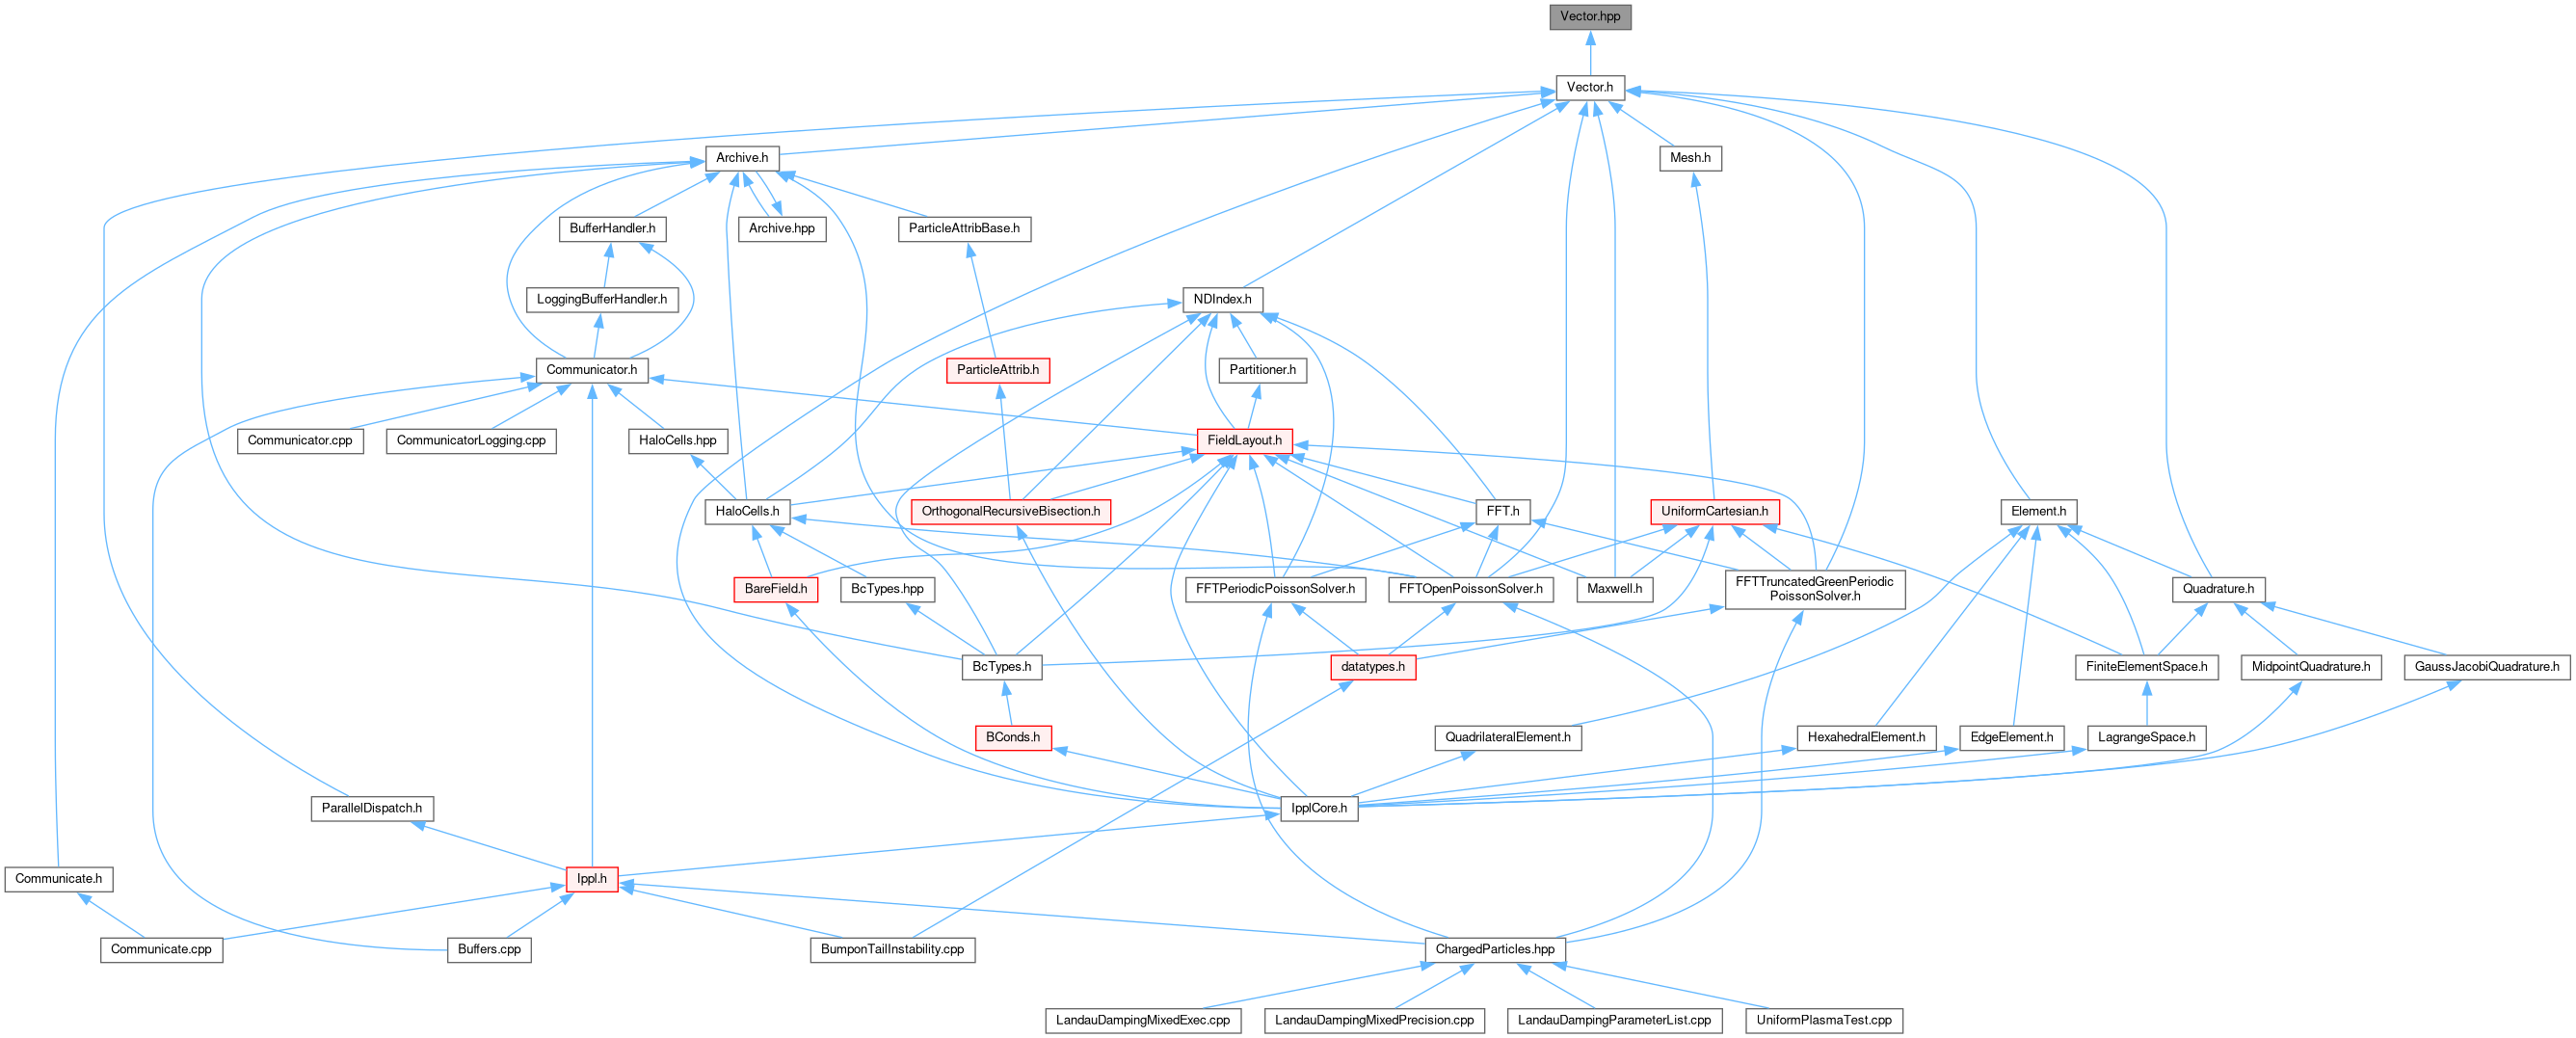 Vector.hpp
Vector.h
Archive.h
Mesh.h
BufferHandler.h
Archive.hpp
ParticleAttribBase.h
LoggingBufferHandler.h
NDIndex.h
Communicator.h
ParticleAttrib.h
Partitioner.h
Communicator.cpp
CommunicatorLogging.cpp
HaloCells.hpp
FieldLayout.h
HaloCells.h
OrthogonalRecursiveBisection.h
FFT.h
UniformCartesian.h
Element.h
BareField.h
BcTypes.hpp
FFTPeriodicPoissonSolver.h
FFTOpenPoissonSolver.h
Maxwell.h
FFTTruncatedGreenPeriodic
PoissonSolver.h
Quadrature.h
BcTypes.h
datatypes.h
FiniteElementSpace.h
MidpointQuadrature.h
GaussJacobiQuadrature.h
BConds.h
QuadrilateralElement.h
HexahedralElement.h
EdgeElement.h
LagrangeSpace.h
ParallelDispatch.h
IpplCore.h
Communicate.h
Ippl.h
Communicate.cpp
Buffers.cpp
BumponTailInstability.cpp
ChargedParticles.hpp
LandauDampingMixedExec.cpp
LandauDampingMixedPrecision.cpp
LandauDampingParameterList.cpp
UniformPlasmaTest.cpp